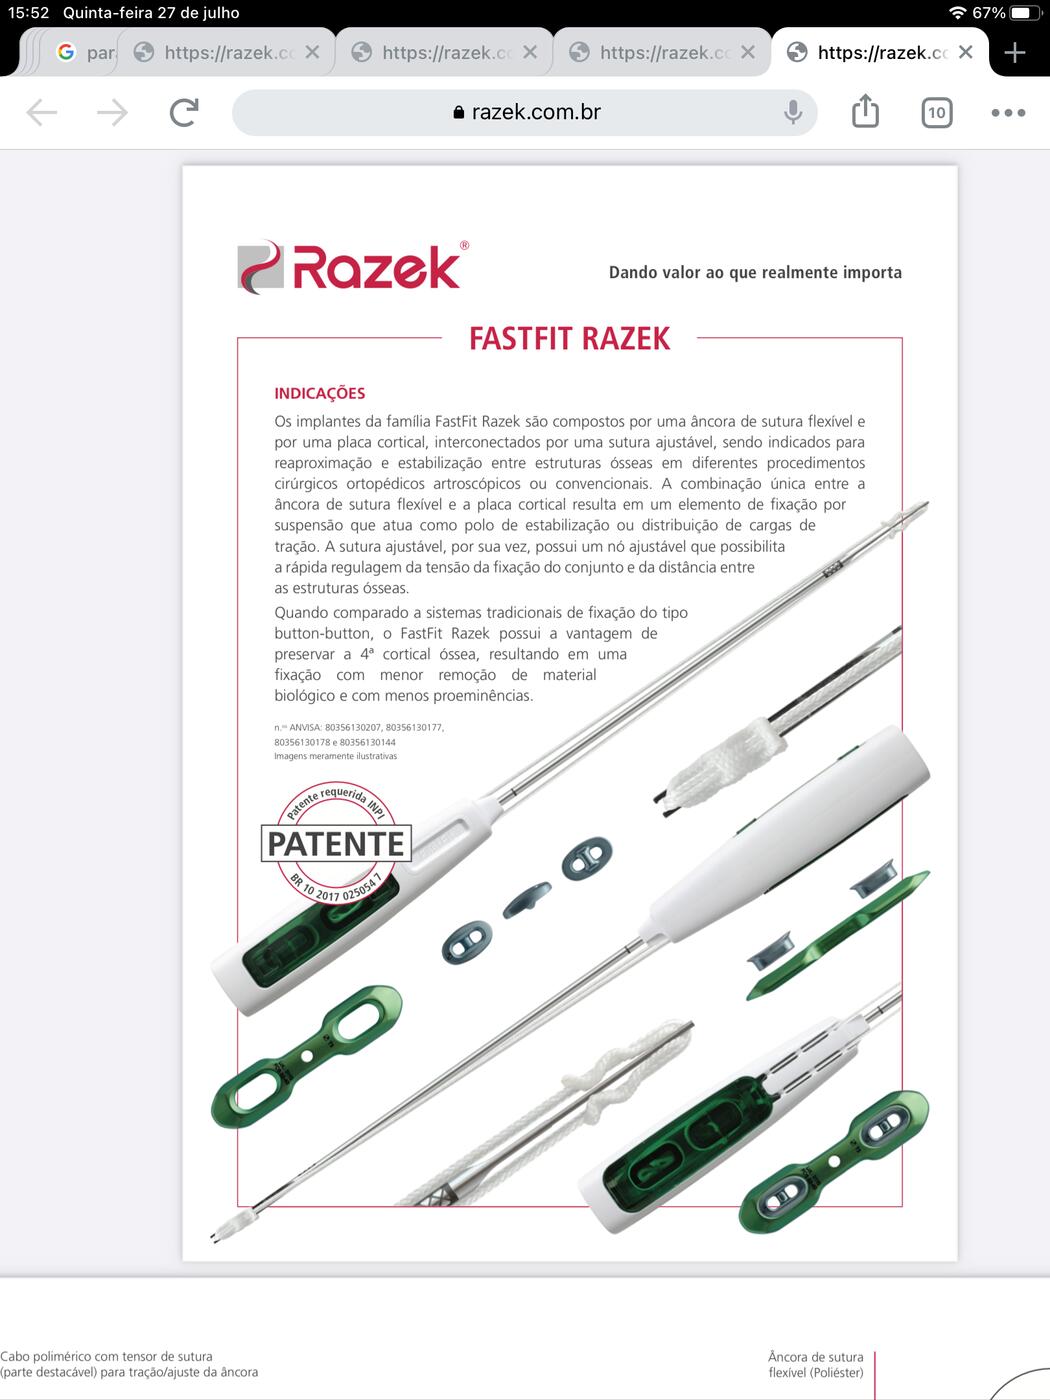 15:52 Quinta-feira 27 de julho
67%
par
https://razek.co
https://razek.co
https://razek.co
https://razek.co
razek.com.br
10
Razek®
Dando valor ao que realmente importa
FASTFIT RAZEK
INDICAÇÕES
Os implantes da família FastFit Razek são compostos por uma âncora de sutura flexível e
por uma placa cortical, interconectados por uma sutura ajustável, sendo indicados para
reaproximação e estabilização entre estruturas ósseas em diferentes procedimentos
cirúrgicos ortopédicos artroscópicos ou convencionais. A combinação única entre a
âncora de sutura flexível e a placa cortical resulta em um elemento de fixação por
suspensão que atua como polo de estabilização ou distribuição de cargas de
tração. A sutura ajustável, por sua vez, possui um nó ajustável que possibilita
a rápida regulagem da tensão da fixação do conjunto e da distância entre
as estruturas ósseas.
Quando comparado a sistemas tradicionais de fixação do tipo
button-button, o FastFit Razek possui a vantagem de
preservar a 4ª cortical óssea, resultando em uma
fixação com menor remoção de material
biológico e com menos proeminências.
n.ºˢ ANVISA: 80356130207, 80356130177,
80356130178 e 80356130144
Imagens meramente ilustrativas
Patente requerida INPI
PATENTE
BR 10 2017 025054 7
Cabo polimérico com tensor de sutura
(parte destacável) para tração/ajuste da âncora
Âncora de sutura
flexível (Poliéster)